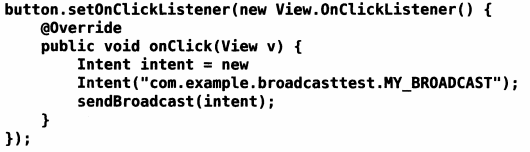 button.setOnClickListener(new View.OnClickListener() {
    @Override
    public void onClick(View v) {
        Intent intent = new
        Intent("com.example.broadcasttest.MY_BROADCAST");
        sendBroadcast(intent);
    }
});